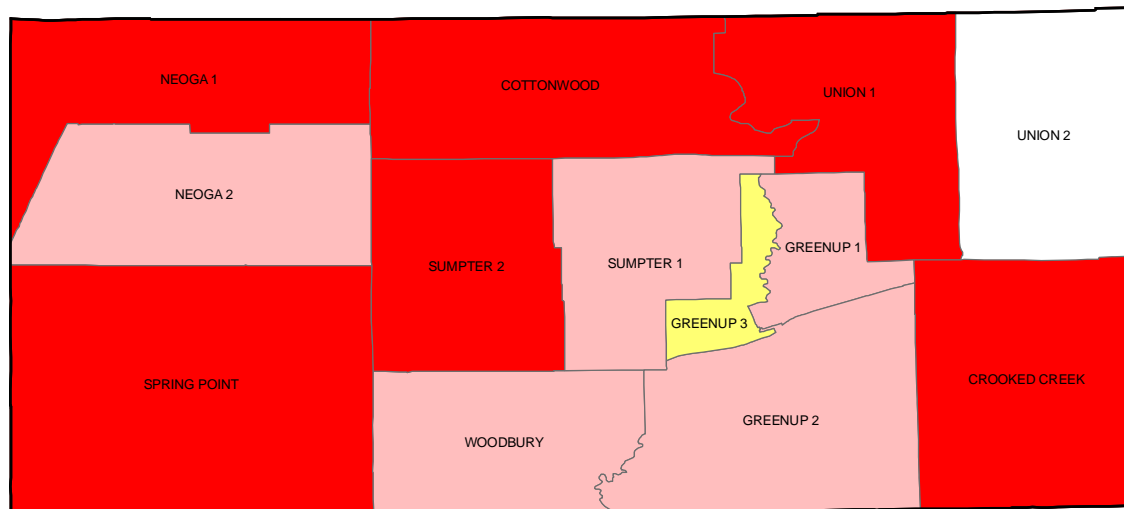 NEOGA 1
COTTONWOOD
UNION 1
UNION 2
NEOGA 2
SUMPTER 2
SUMPTER 1
GREENUP 1
GREENUP 3
SPRING POINT
CROOKED CREEK
WOODBURY
GREENUP 2